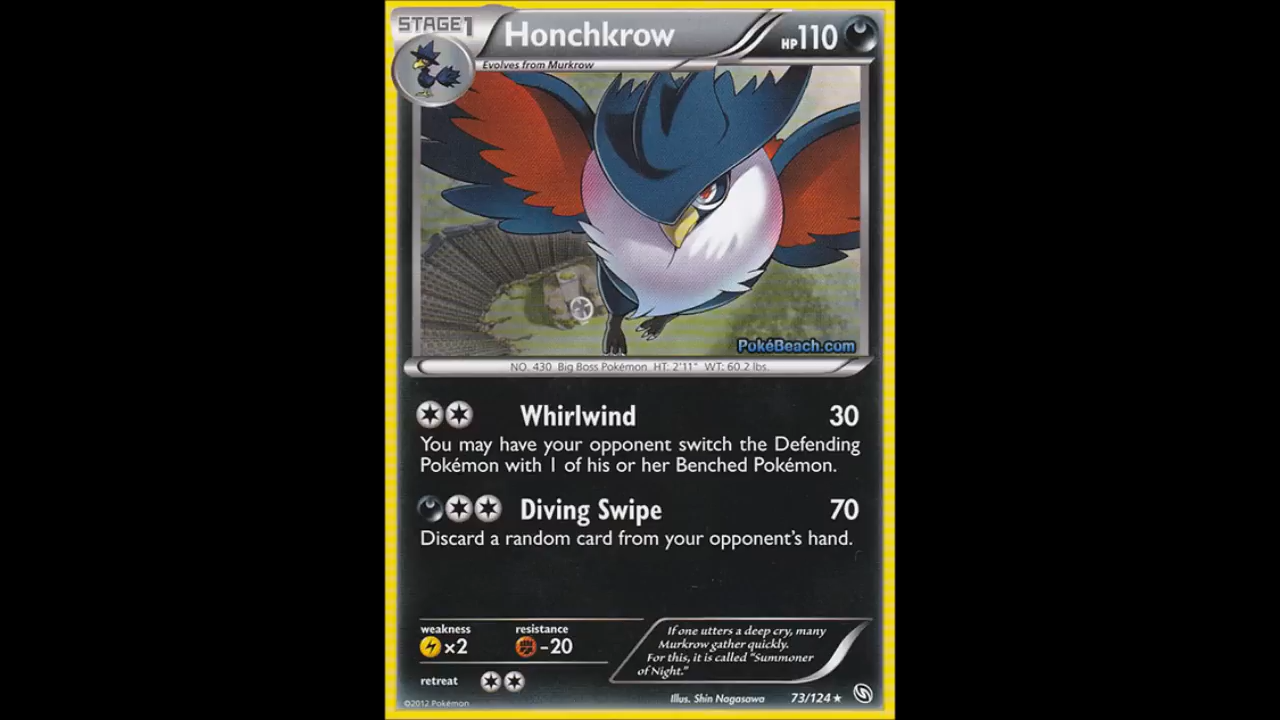 STAGE1
Honchkrow
HP110
Evolves from Murkrow
PokéBeach.com
NO. 430 Big Boss Pokémon HT: 2'11" WT: 60.2 lbs.
Whirlwind 30
You may have your opponent switch the Defending
Pokémon with 1 of his or her Benched Pokémon.
Diving Swipe 70
Discard a random card from your opponent's hand.
weakness
×2
resistance
-20
retreat
If one utters a deep cry, many
Murkrow gather quickly.
For this, it is called "Summoner
of Night."
©2012 Pokémon
Illus. Shin Nagasawa
73/124★